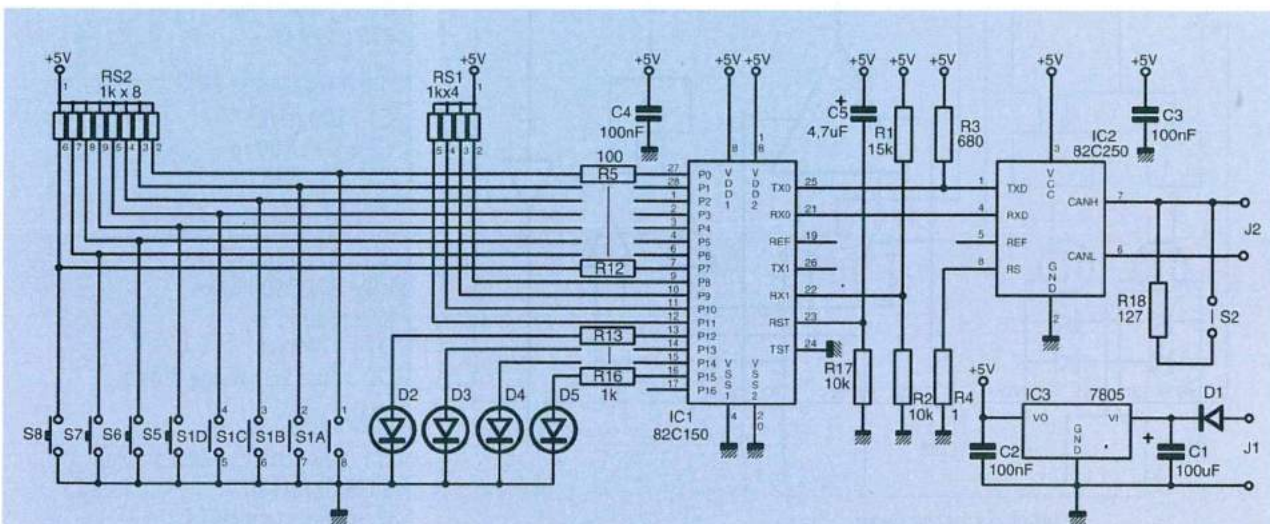 +5V
RS2
1k x 8
1
6 7 8 9 5 4 3 2
RS1
1kx4
+5V
1
5 4 3 2
+5V
C4
100nF
+5V +5V
8
1
8
+5V
+
C5
4,7uF
+5V
R1
15k
+5V
R3
680
+5V
3
IC2
82C250
+5V
C3
100nF
100
R5
R12
R13
R16
1k
27 P0
28 P1
1 P2
2 P3
3 P4
4 P5
6 P6
7 P7
9 P8
10 P9
11 P10
12 P11
13 P12
14 P13
15 P14
16 P15
17 P16
VDD1
VDD2
VSS1
VSS2
TX0 25
RX0 21
REF 19
TX1 26
RX1 22
RST 23
TST 24
4
20
IC1
82C150
1 TXD
4 RXD
5 REF
8 RS
VCC
GND
2
CANH 7
CANL 6
J2
R18
127
S2
R17
10k
R2
10k
R4
1
+5V
IC3
7805
VO
VI
GND
D1
J1
C2
100nF
+
C1
100uF
S8
S7
S6
S5
S1D
S1C
S1B
S1A
4 3 2 1
5 6 7 8
D2
D3
D4
D5